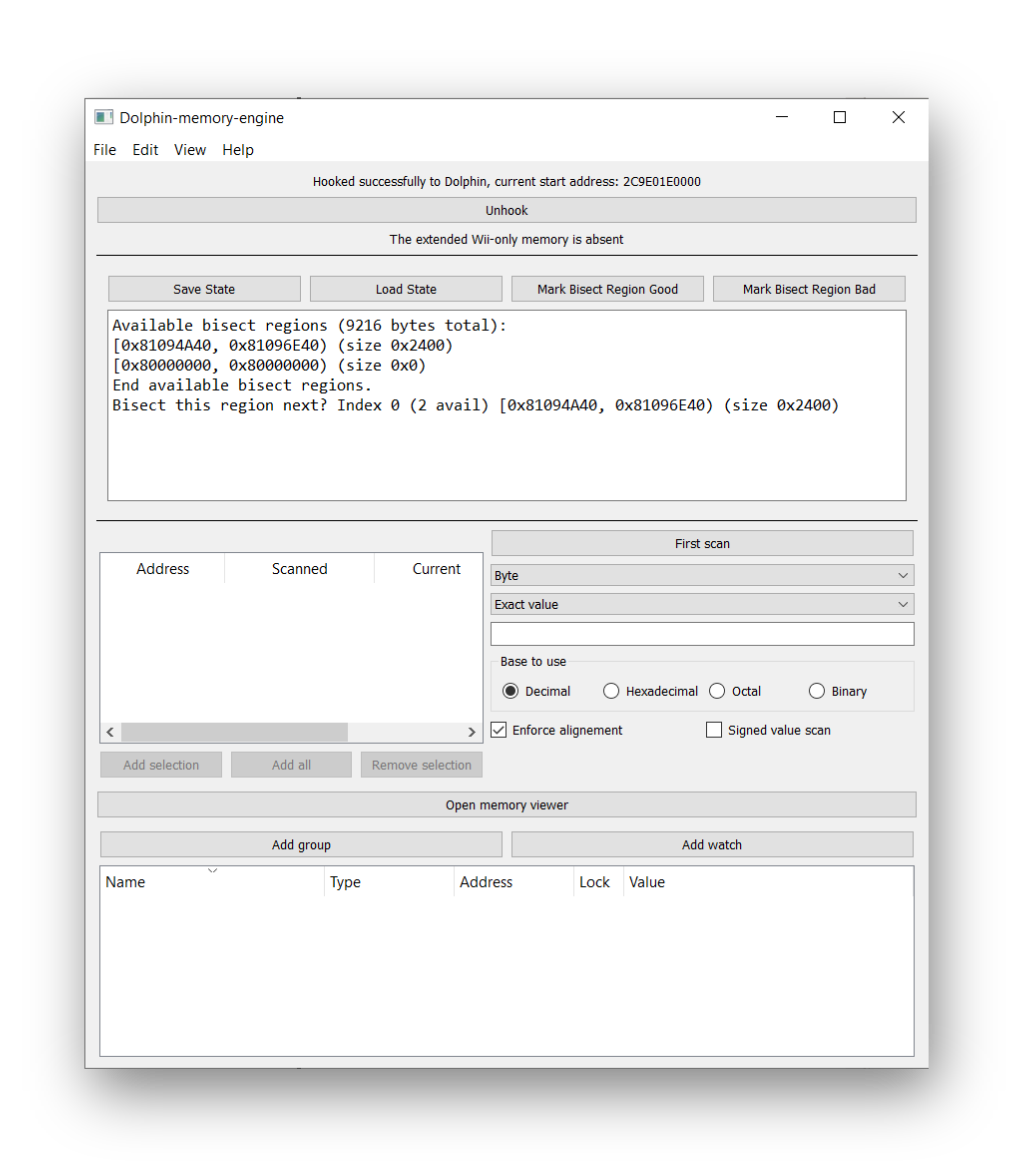 Dolphin-memory-engine
File Edit View Help
Hooked successfully to Dolphin, current start address: 2C9E01E0000
Unhook
The extended Wii-only memory is absent
Save State Load State Mark Bisect Region Good Mark Bisect Region Bad
Available bisect regions (9216 bytes total):
[0x81094A40, 0x81096E40) (size 0x2400)
[0x80000000, 0x80000000) (size 0x0)
End available bisect regions.
Bisect this region next? Index 0 (2 avail) [0x81094A40, 0x81096E40) (size 0x2400)
Address Scanned Current
First scan
Byte
Exact value
Base to use
Decimal Hexadecimal Octal Binary
Enforce alignement Signed value scan
Add selection Add all Remove selection
Open memory viewer
Add group Add watch
Name Type Address Lock Value